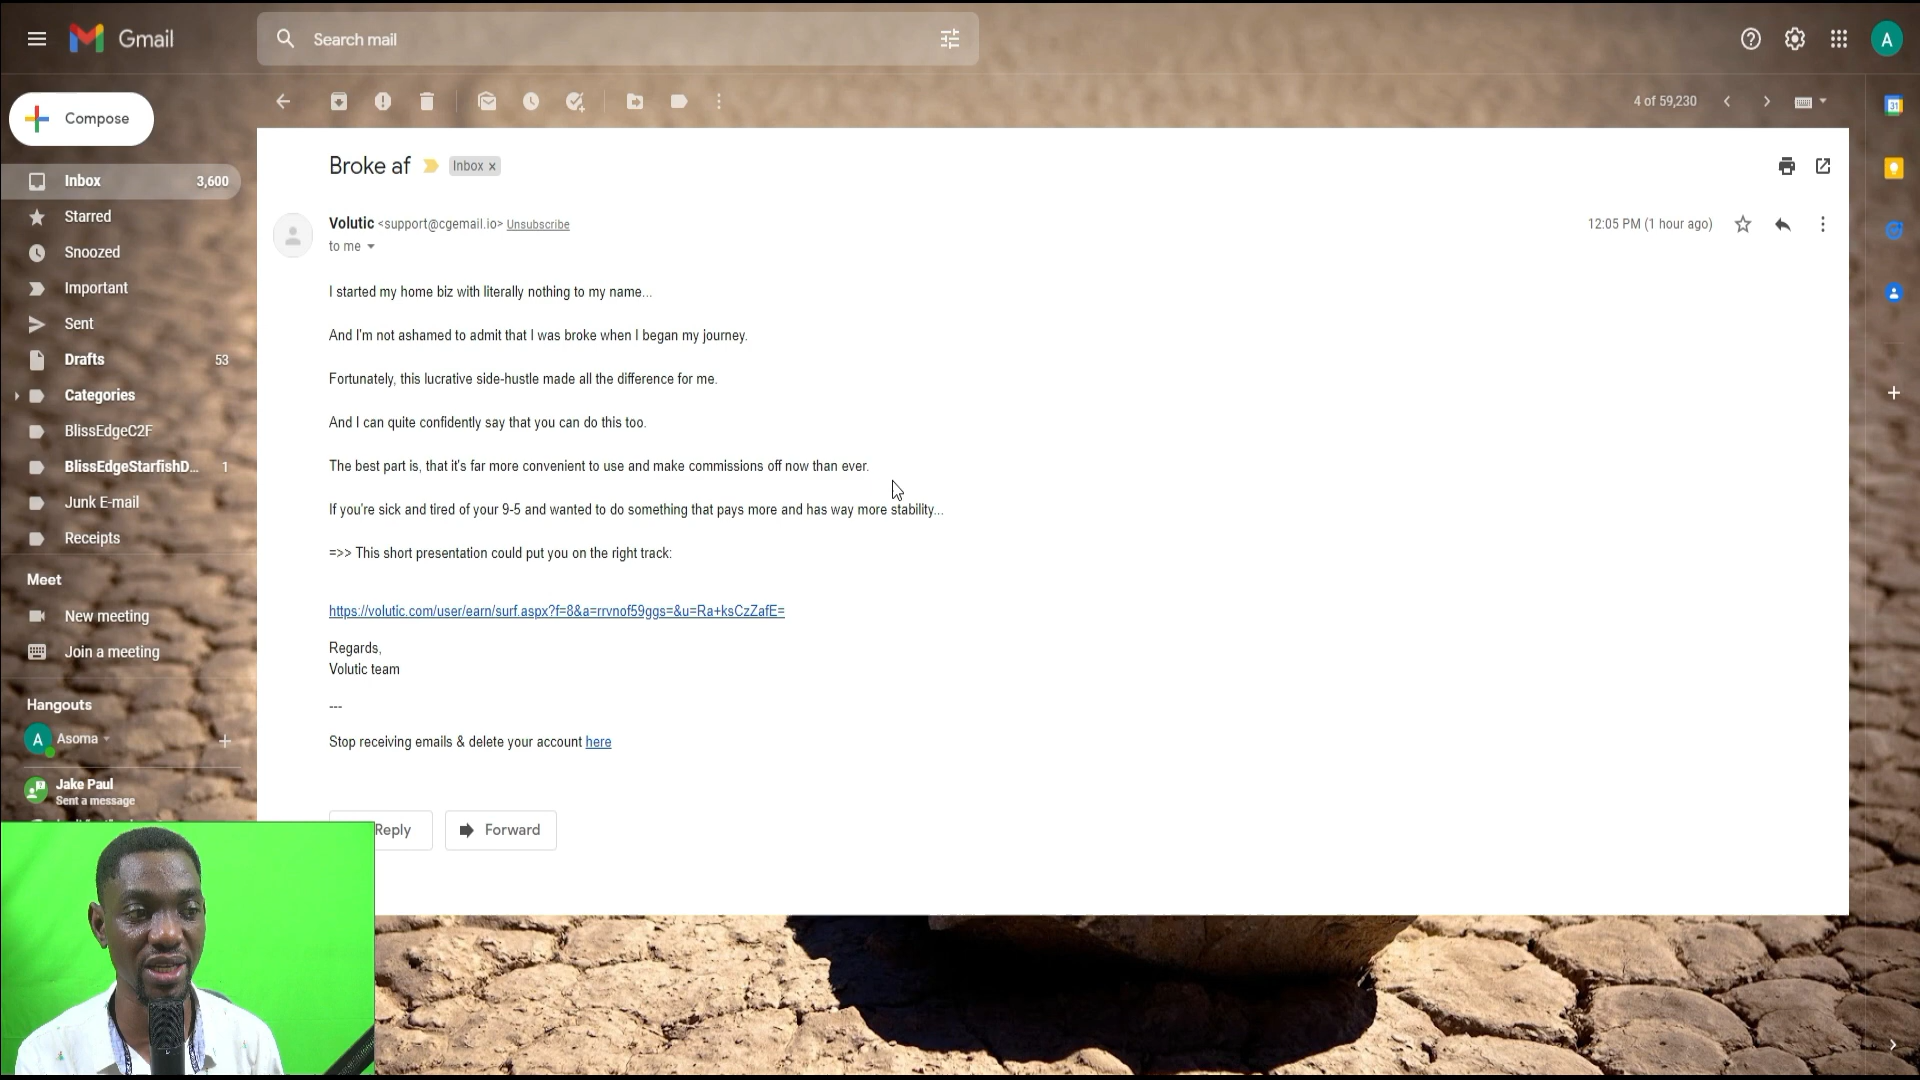 Gmail
Search mail
A
Compose
4 of 59,230
31
Inbox 3,600
Starred
Snoozed
Important
Sent
Drafts 53
Categories
BlissEdgeC2F
BlissEdgeStarfishD... 1
Junk E-mail
Receipts
Meet
New meeting
Join a meeting
Hangouts
A Asoma
Jake Paul
Sent a message
Broke af Inbox x
Volutic <support@cgemail.io> Unsubscribe
12:05 PM (1 hour ago)
to me
I started my home biz with literally nothing to my name...
And I'm not ashamed to admit that I was broke when I began my journey.
Fortunately, this lucrative side-hustle made all the difference for me.
And I can quite confidently say that you can do this too.
The best part is, that it's far more convenient to use and make commissions off now than ever.
If you're sick and tired of your 9-5 and wanted to do something that pays more and has way more stability...
=>> This short presentation could put you on the right track:
https://volutic.com/user/earn/surf.aspx?f=8&a=rrvnof59ggs=&u=Ra+ksCzZafE=
Regards,
Volutic team
---
Stop receiving emails & delete your account here
Reply
Forward